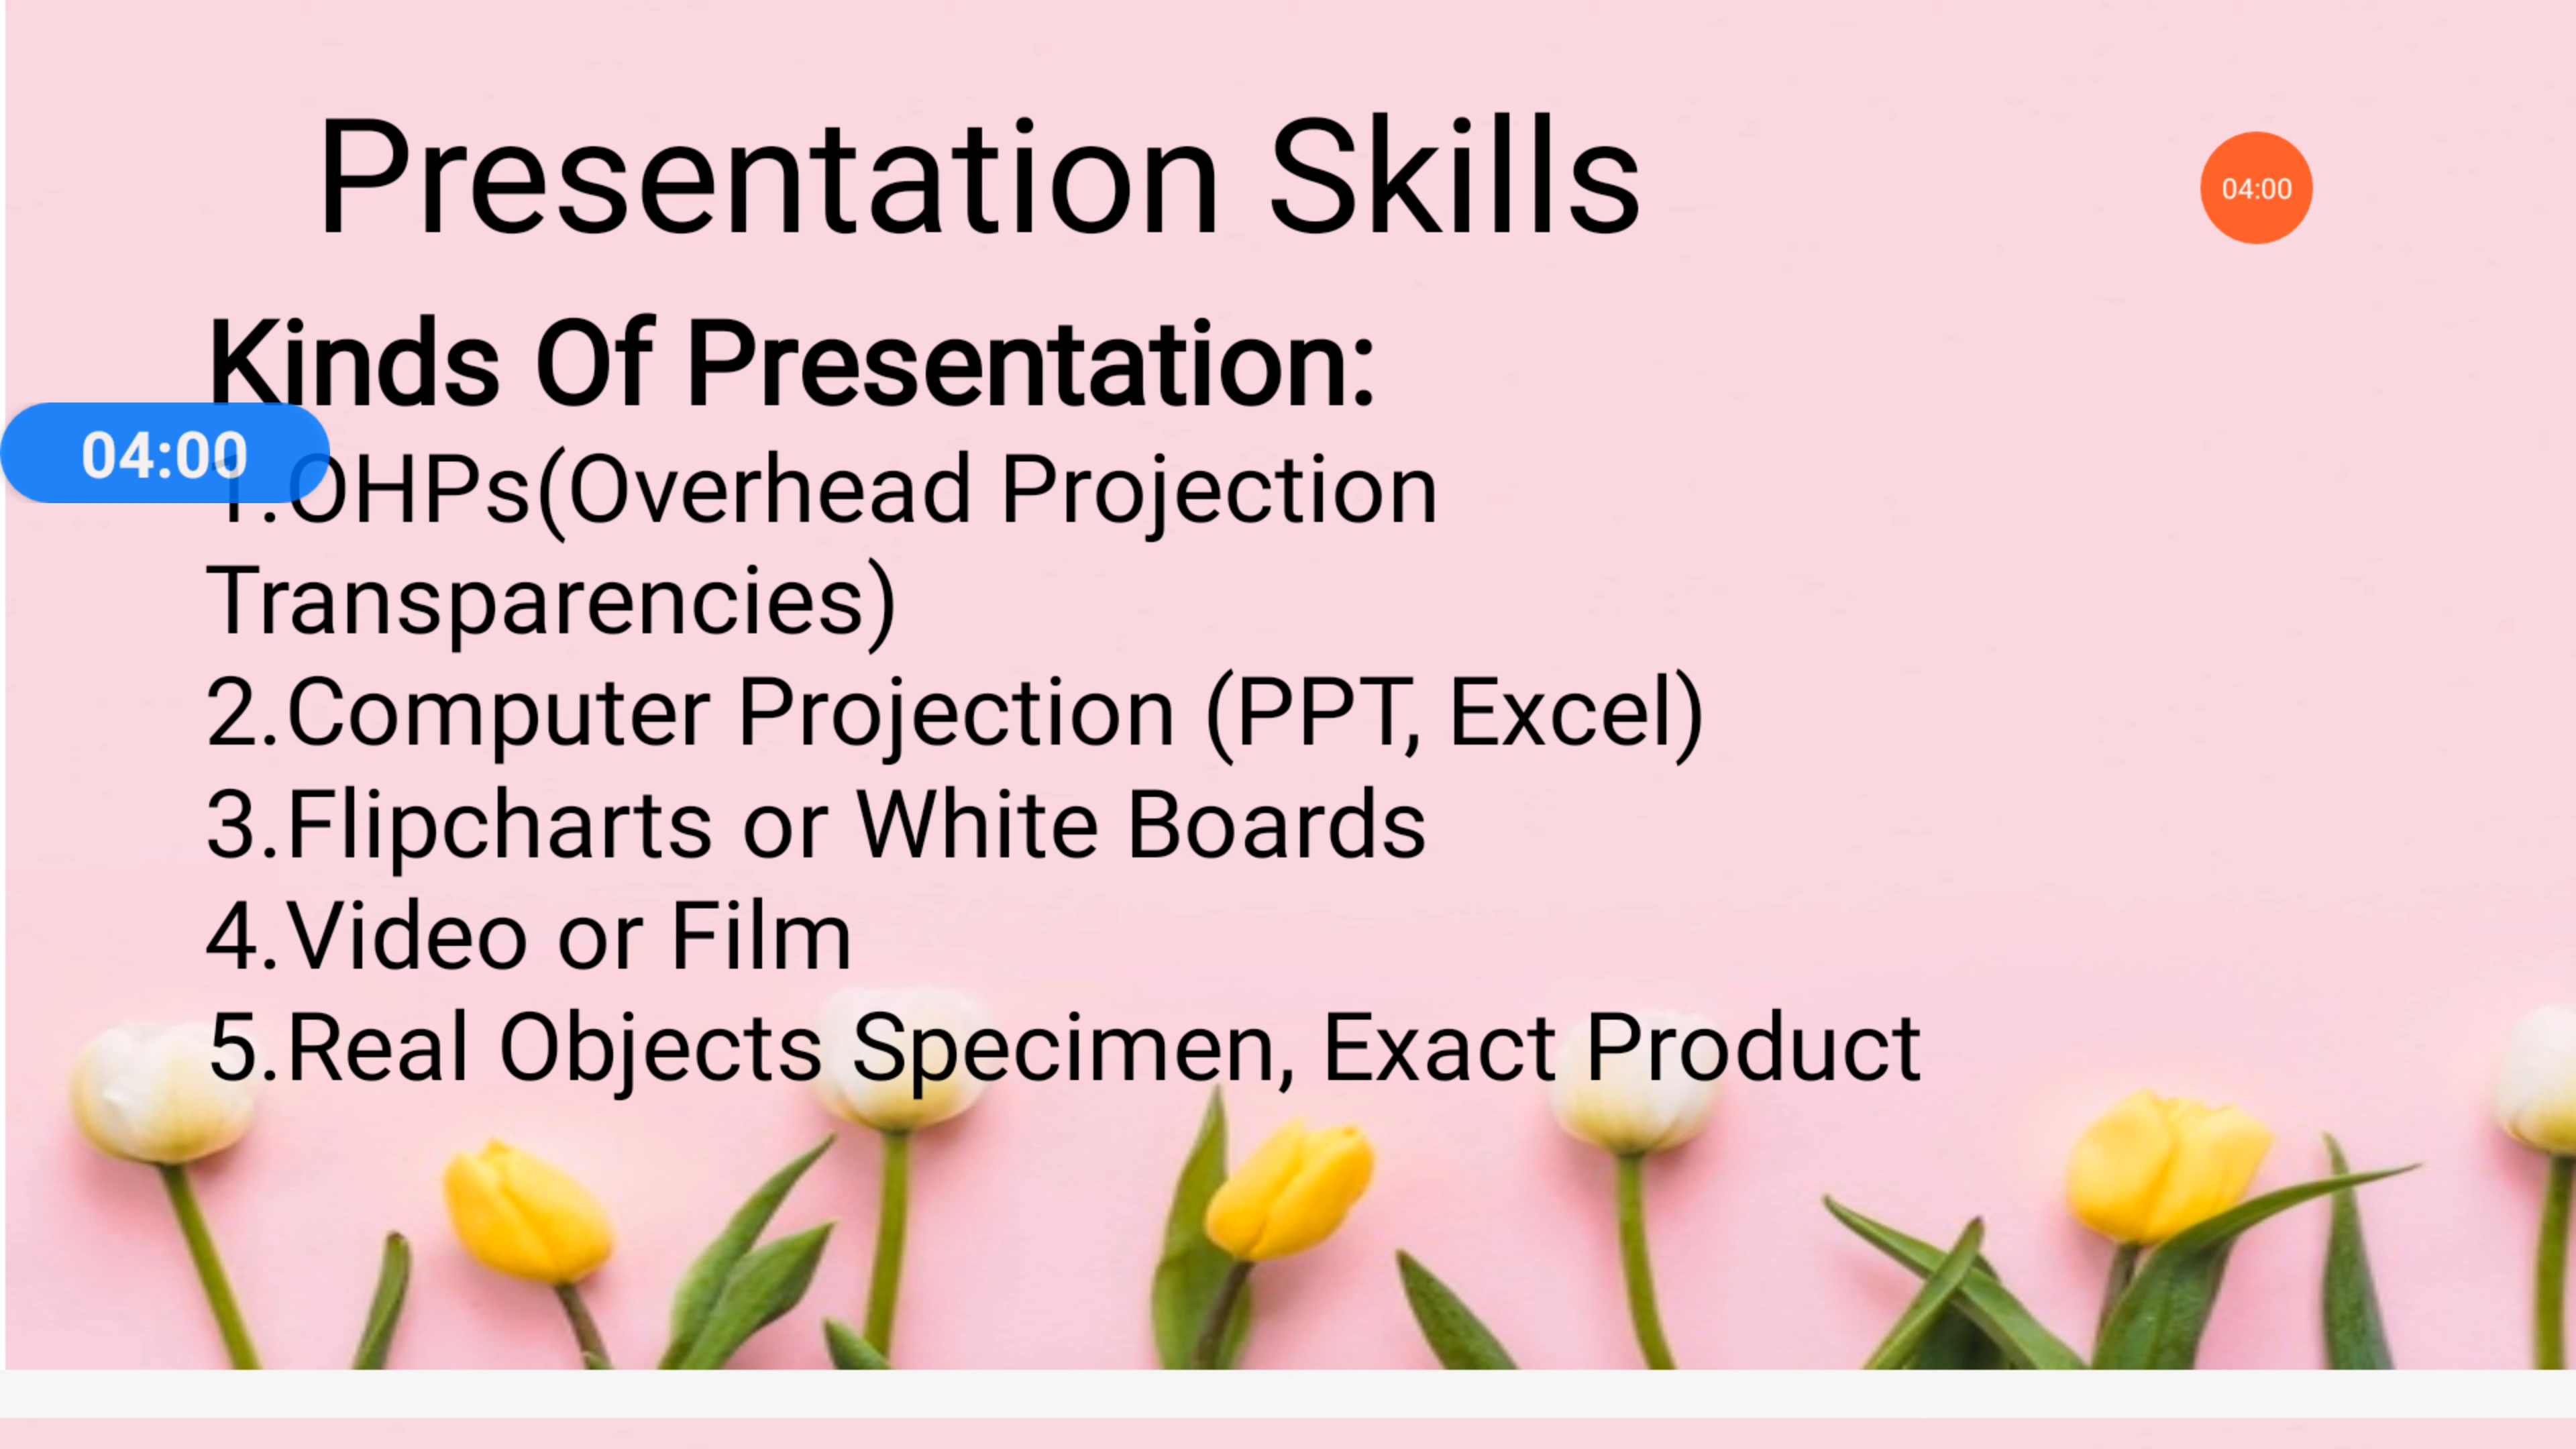 Presentation Skills
04:00
Kinds Of Presentation:
04:00
1.OHPs(Overhead Projection
Transparencies)
2.Computer Projection (PPT, Excel)
3.Flipcharts or White Boards
4.Video or Film
5.Real Objects Specimen, Exact Product